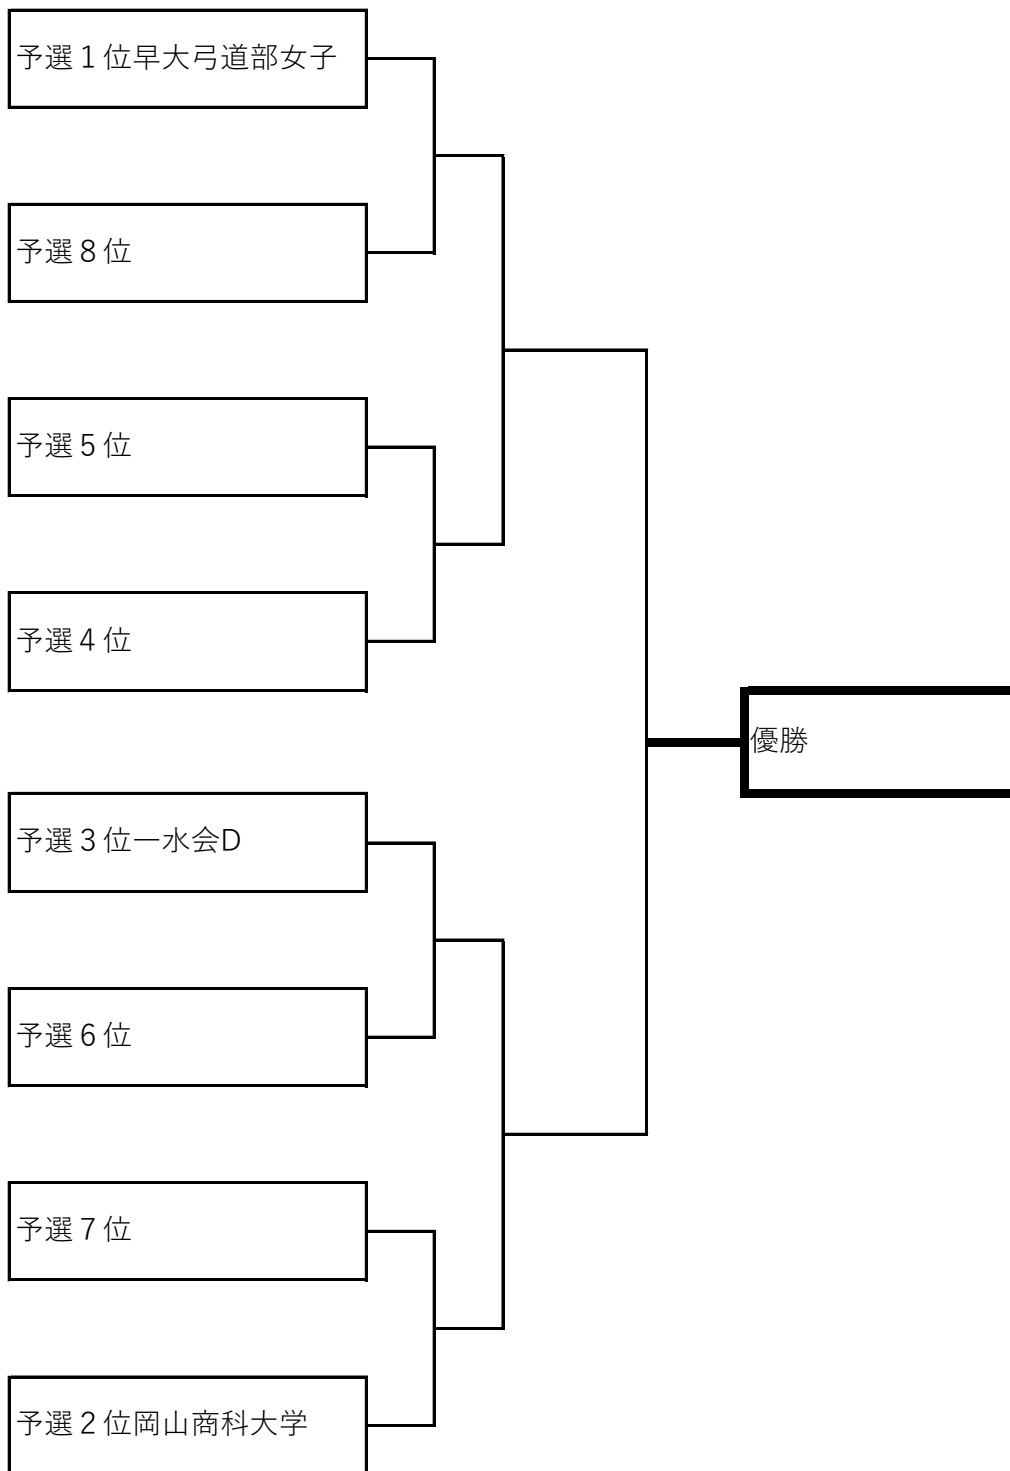 予選１位早大弓道部女子
予選８位
予選５位
予選４位
優勝
予選３位一水会D
予選６位
予選７位
予選２位岡山商科大学